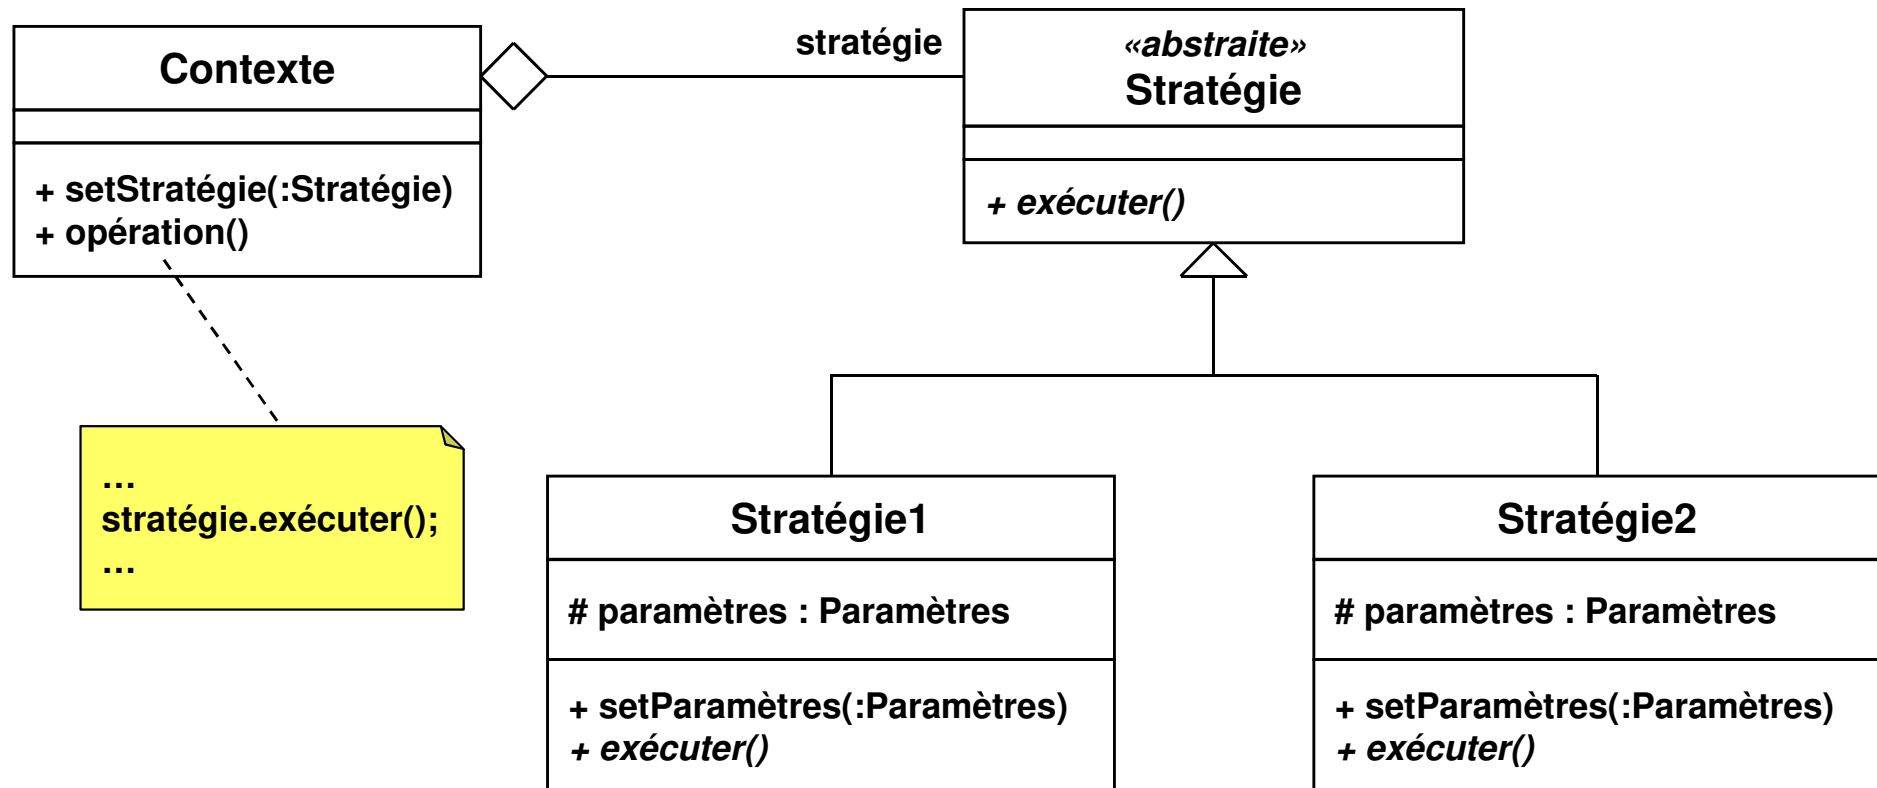 Contexte
+ setStratégie(:Stratégie)
+ opération()
stratégie
«abstraite»
Stratégie
+ exécuter()
…
stratégie.exécuter();
…
Stratégie1
# paramètres : Paramètres
+ setParamètres(:Paramètres)
+ exécuter()
Stratégie2
# paramètres : Paramètres
+ setParamètres(:Paramètres)
+ exécuter()